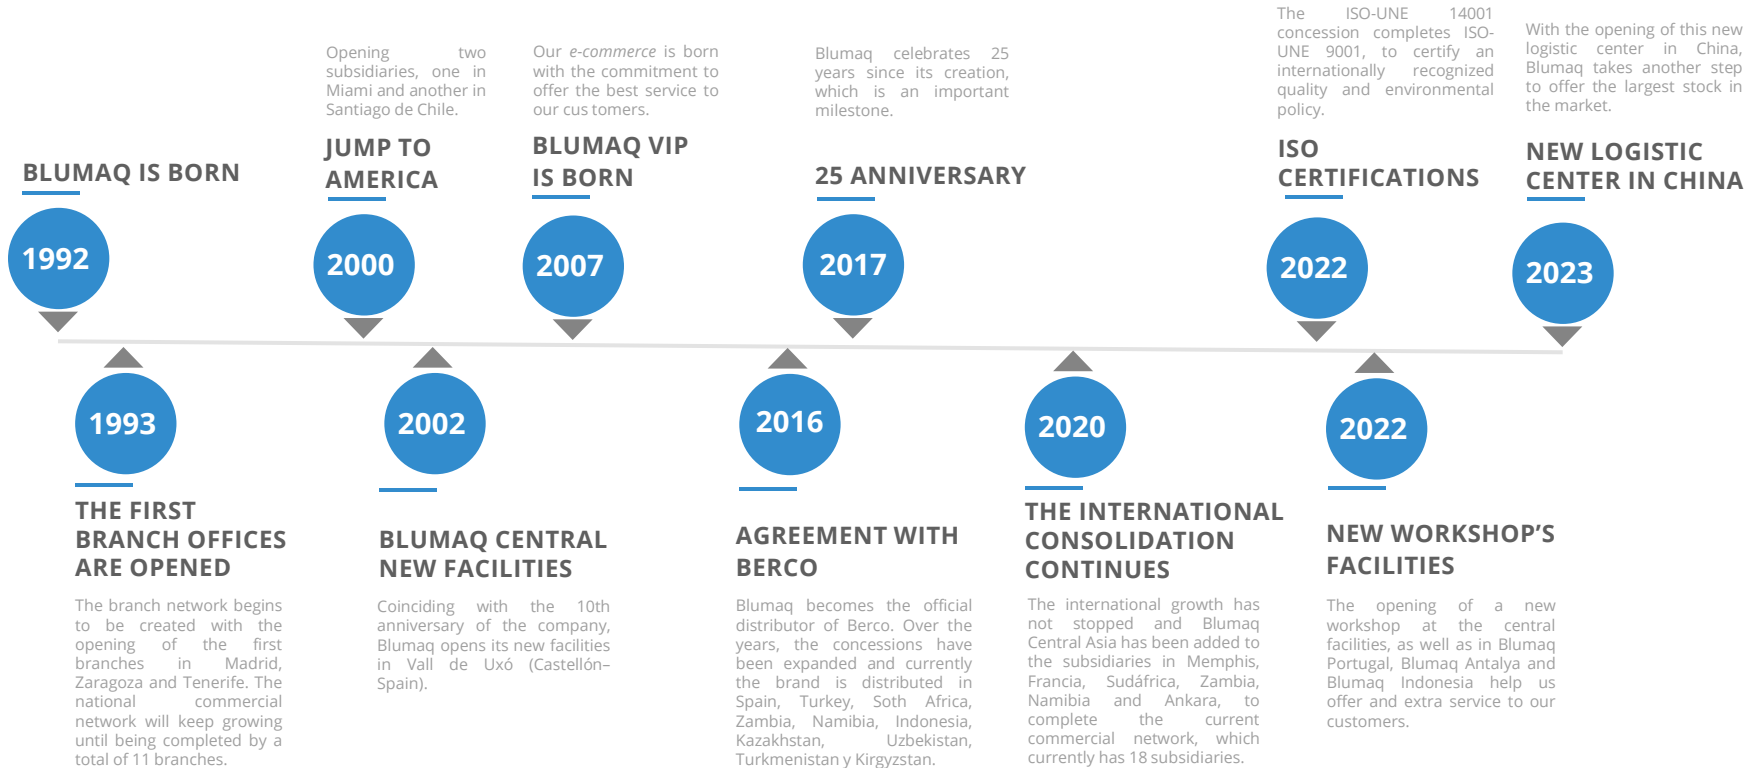 BLUMAQ IS BORN
1992
THE FIRST
BRANCH OFFICES
ARE OPENED
1993
The branch network begins
to be created with the
opening of the first
branches in Madrid,
Zaragoza and Tenerife. The
national commercial
network will keep growing
until being completed by a
total of 11 branches.
Opening two
subsidiaries, one in
Miami and another in
Santiago de Chile.
JUMP TO
AMERICA
2000
2002
BLUMAQ CENTRAL
NEW FACILITIES
Coinciding with the 10th
anniversary of the company,
Blumaq opens its new facilities
in Vall de Uxó (Castellón–
Spain).
Our e-commerce is born
with the commitment to
offer the best service to
our cus tomers.
BLUMAQ VIP
IS BORN
2007
2016
AGREEMENT WITH
BERCO
Blumaq becomes the official
distributor of Berco. Over the
years, the concessions have
been expanded and currently
the brand is distributed in
Spain, Turkey, Soth Africa,
Zambia, Namibia, Indonesia,
Kazakhstan, Uzbekistan,
Turkmenistan y Kirgyzstan.
Blumaq celebrates 25
years since its creation,
which is an important
milestone.
25 ANNIVERSARY
2017
2020
THE INTERNATIONAL
CONSOLIDATION
CONTINUES
The international growth has
not stopped and Blumaq
Central Asia has been added to
the subsidiaries in Memphis,
Francia, Sudáfrica, Zambia,
Namibia and Ankara, to
complete the current
commercial network, which
currently has 18 subsidiaries.
The ISO-UNE 14001
concession completes ISO-
UNE 9001, to certify an
internationally recognized
quality and environmental
policy.
ISO
CERTIFICATIONS
2022
2022
NEW WORKSHOP’S
FACILITIES
The opening of a new
workshop at the central
facilities, as well as in Blumaq
Portugal, Blumaq Antalya and
Blumaq Indonesia help us
offer and extra service to our
customers.
With the opening of this new
logistic center in China,
Blumaq takes another step
to offer the largest stock in
the market.
NEW LOGISTIC
CENTER IN CHINA
2023